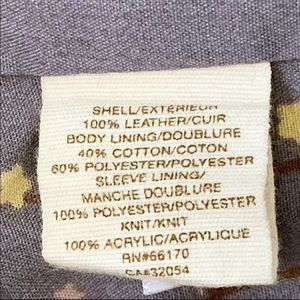 SHELL/EXTERIEUR
100% LEATHER/CUIR
BODY LINING/DOUBLURE
40% COTTON/COTON
60% POLYESTER/POLYESTER
SLEEVE LINING/
MANCHE DOUBLURE
100% POLYESTER/POLYESTER
KNIT/KNIT
100% ACRYLIC/ACRYLIQUE
RN#66170
CA#32054